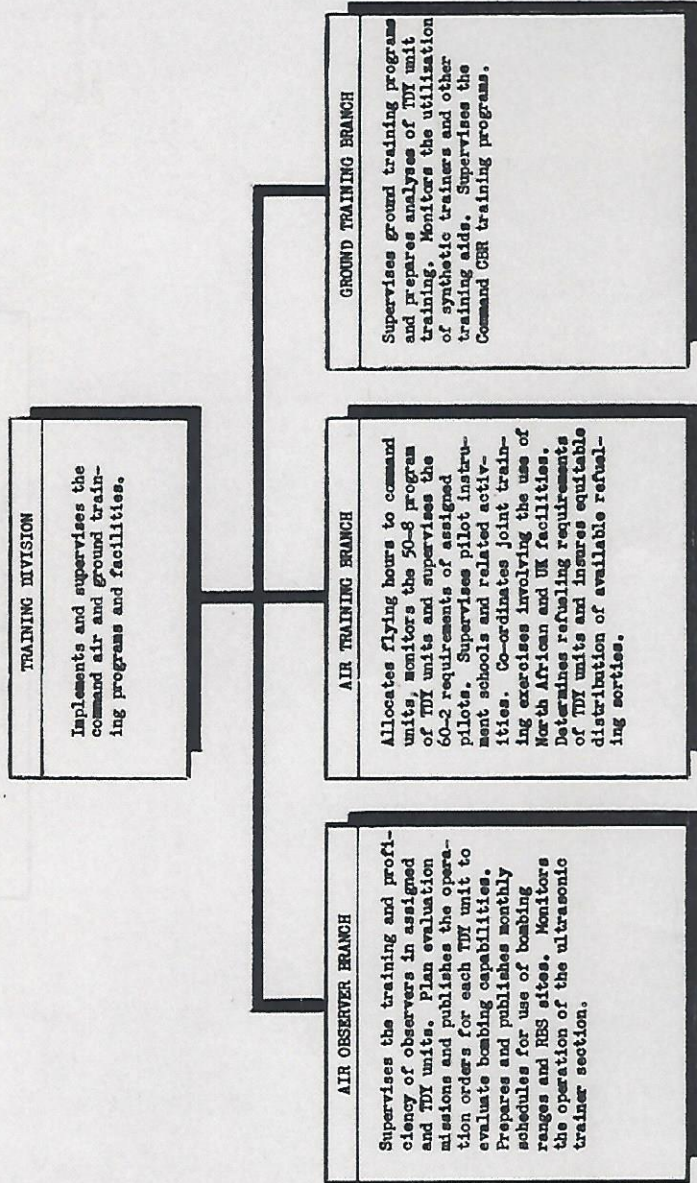 TRAINING DIVISION
Implements and supervises the
command air and ground train-
ing programs and facilities.
AIR OBSERVER BRANCH
Supervises the training and profi-
ciency of observers in assigned
and TDY units. Plan evaluation
missions and publishes the opera-
tion orders for each TDY unit to
evaluate bombing capabilities.
Prepares and publishes monthly
schedules for use of bombing
ranges and RBS sites. Monitors
the operation of the ultrasonic
trainer section.
AIR TRAINING BRANCH
Allocates flying hours to command
units, monitors the 50-8 program
of TDY units and supervises the
60-2 requirements of assigned
pilots. Supervises pilot instru-
ment schools and related activ-
ities. Co-ordinates joint train-
ing exercises involving the use of
North African and UK facilities.
Determines refueling requirements
of TDY units and insures equitable
distribution of available refuel-
ing sorties.
GROUND TRAINING BRANCH
Supervises ground training programs
and prepares analyses of TDY unit
training. Monitors the utilization
of synthetic trainers and other
training aids. Supervises the
Command CBR training programs.